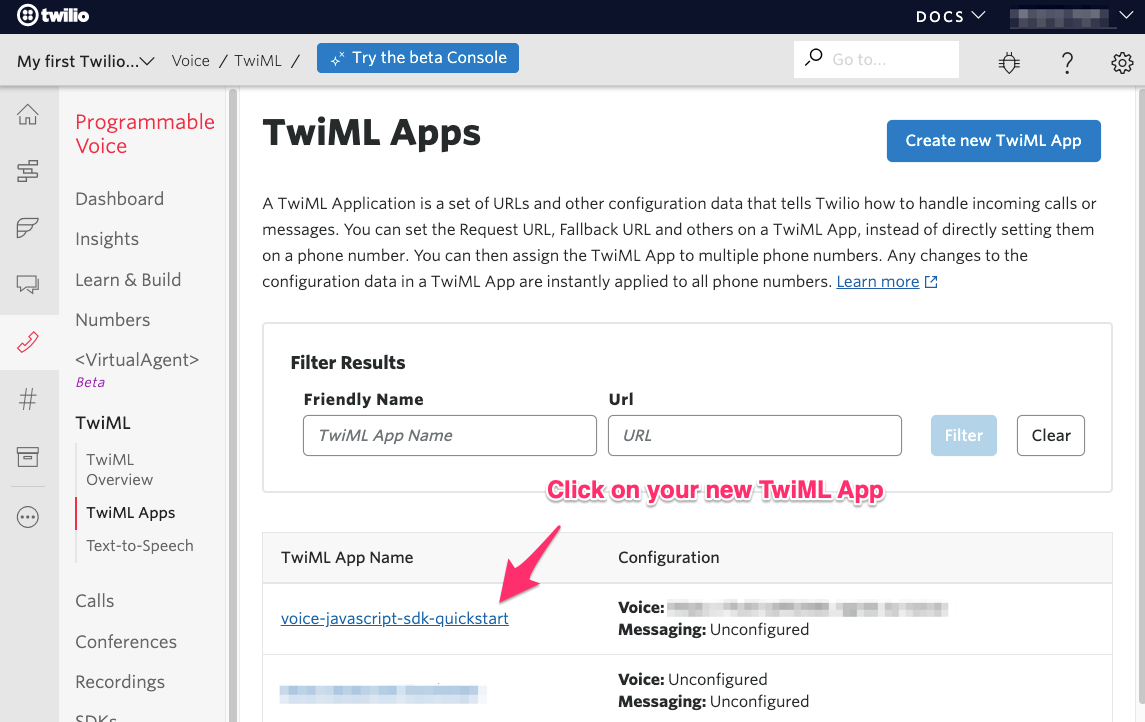 twilio
DOCS
My first Twilio...
Voice / TwiML /
Try the beta Console
Go to...
Programmable
Voice
Dashboard
Insights
Learn & Build
Numbers
<VirtualAgent>
Beta
TwiML
TwiML
Overview
TwiML Apps
Text-to-Speech
Calls
Conferences
Recordings
SDKs
TwiML Apps
Create new TwiML App
A TwiML Application is a set of URLs and other configuration data that tells Twilio how to handle incoming calls or
messages. You can set the Request URL, Fallback URL and others on a TwiML App, instead of directly setting them
on a phone number. You can then assign the TwiML App to multiple phone numbers. Any changes to the
configuration data in a TwiML App are instantly applied to all phone numbers. Learn more
Filter Results
Friendly Name
Url
TwiML App Name
URL
Filter
Clear
Click on your new TwiML App
TwiML App Name
Configuration
voice-javascript-sdk-quickstart
Voice:
Messaging: Unconfigured
Voice: Unconfigured
Messaging: Unconfigured